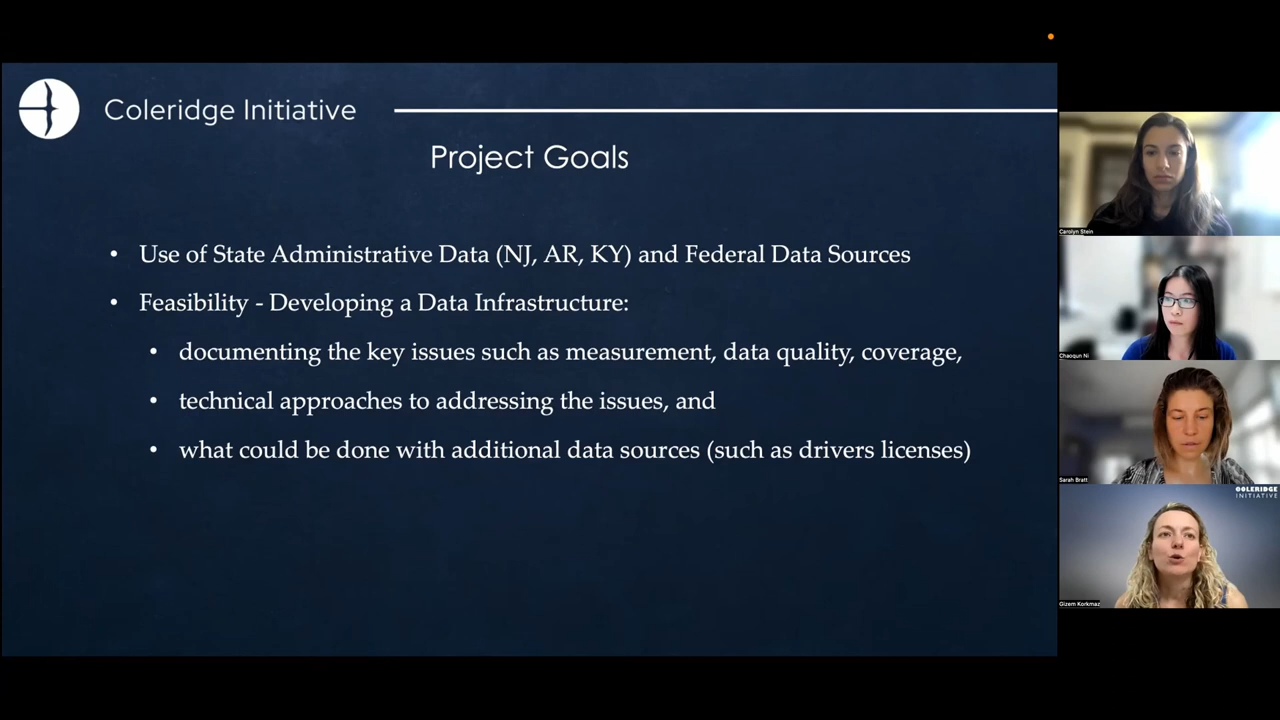 Coleridge Initiative
Project Goals
• Use of State Administrative Data (NJ, AR, KY) and Federal Data Sources
• Feasibility - Developing a Data Infrastructure:
• documenting the key issues such as measurement, data quality, coverage,
• technical approaches to addressing the issues, and
• what could be done with additional data sources (such as drivers licenses)
Carolyn Stein
Chaoqun Ni
Sarah Bratt
COLERIDGE
INITIATIVE
Gizem Korkmaz